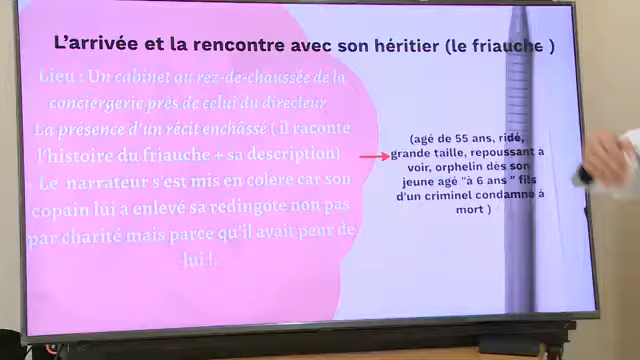 L'arrivée et la rencontre avec son héritier (le friauche )
Lieu : Un cabinet au rez-de-chaussée de la
conciergerie près de celui du directeur
La présence d'un récit enchâssé ( il raconte
l'histoire du friauche + sa description)
Le narrateur s'est mis en colère car son
copain lui a enlevé sa redingote non pas
par charité mais parce qu'il avait peur de
lui !.
(agé de 55 ans, ridé,
grande taille, repoussant à
voir, orphelin dès son
jeune agé "à 6 ans " fils
d'un criminel condamné à
mort )